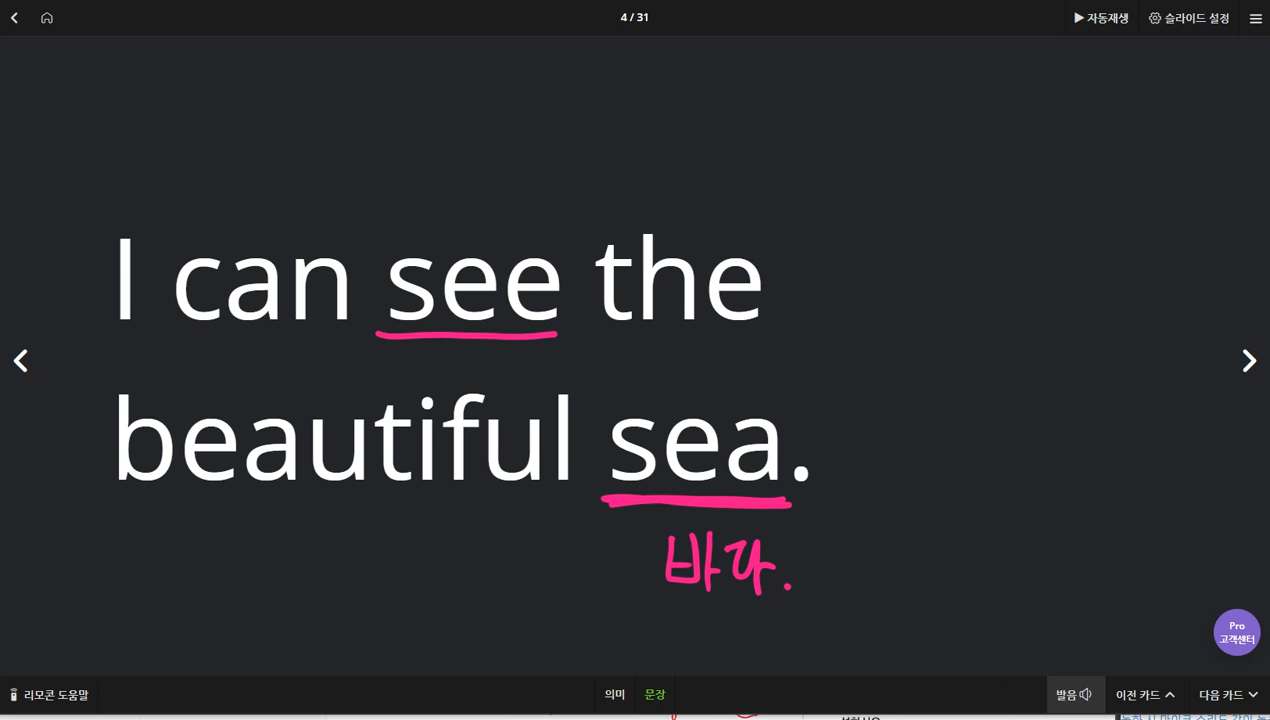 4 / 31
자동재생
슬라이드 설정
I can see the
beautiful sea.
바다.
Pro
고객센터
리모콘 도움말
의미
문장
발음
이전 카드
다음 카드